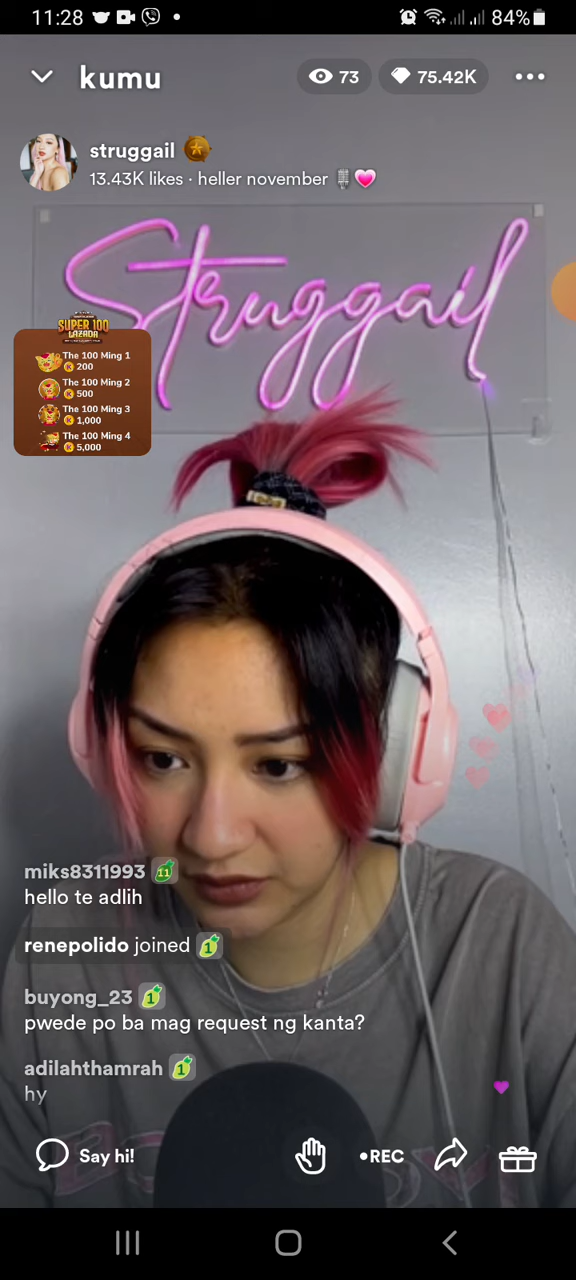 11:28
84%
kumu
73
75.42K
struggail
13.43K likes · heller november
Struggail
SUPER 100
LAZADA
The 100 Ming 1
200
The 100 Ming 2
500
The 100 Ming 3
1,000
The 100 Ming 4
5,000
miks8311993 11
hello te adlih
renepolido joined 1
buyong_23 1
pwede po ba mag request ng kanta?
adilahthamrah 1
hy
Say hi!
•REC